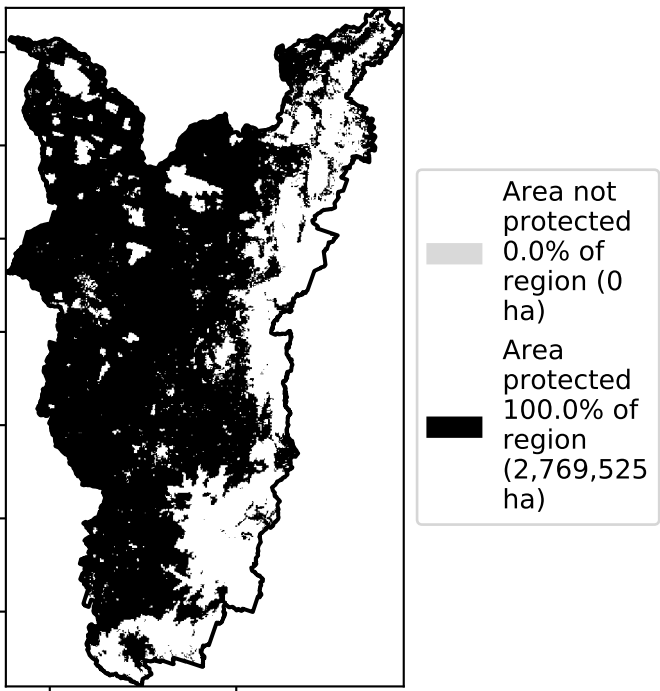 Area not
protected
0.0% of
region (0
ha)
Area
protected
100.0% of
region
(2,769,525
ha)